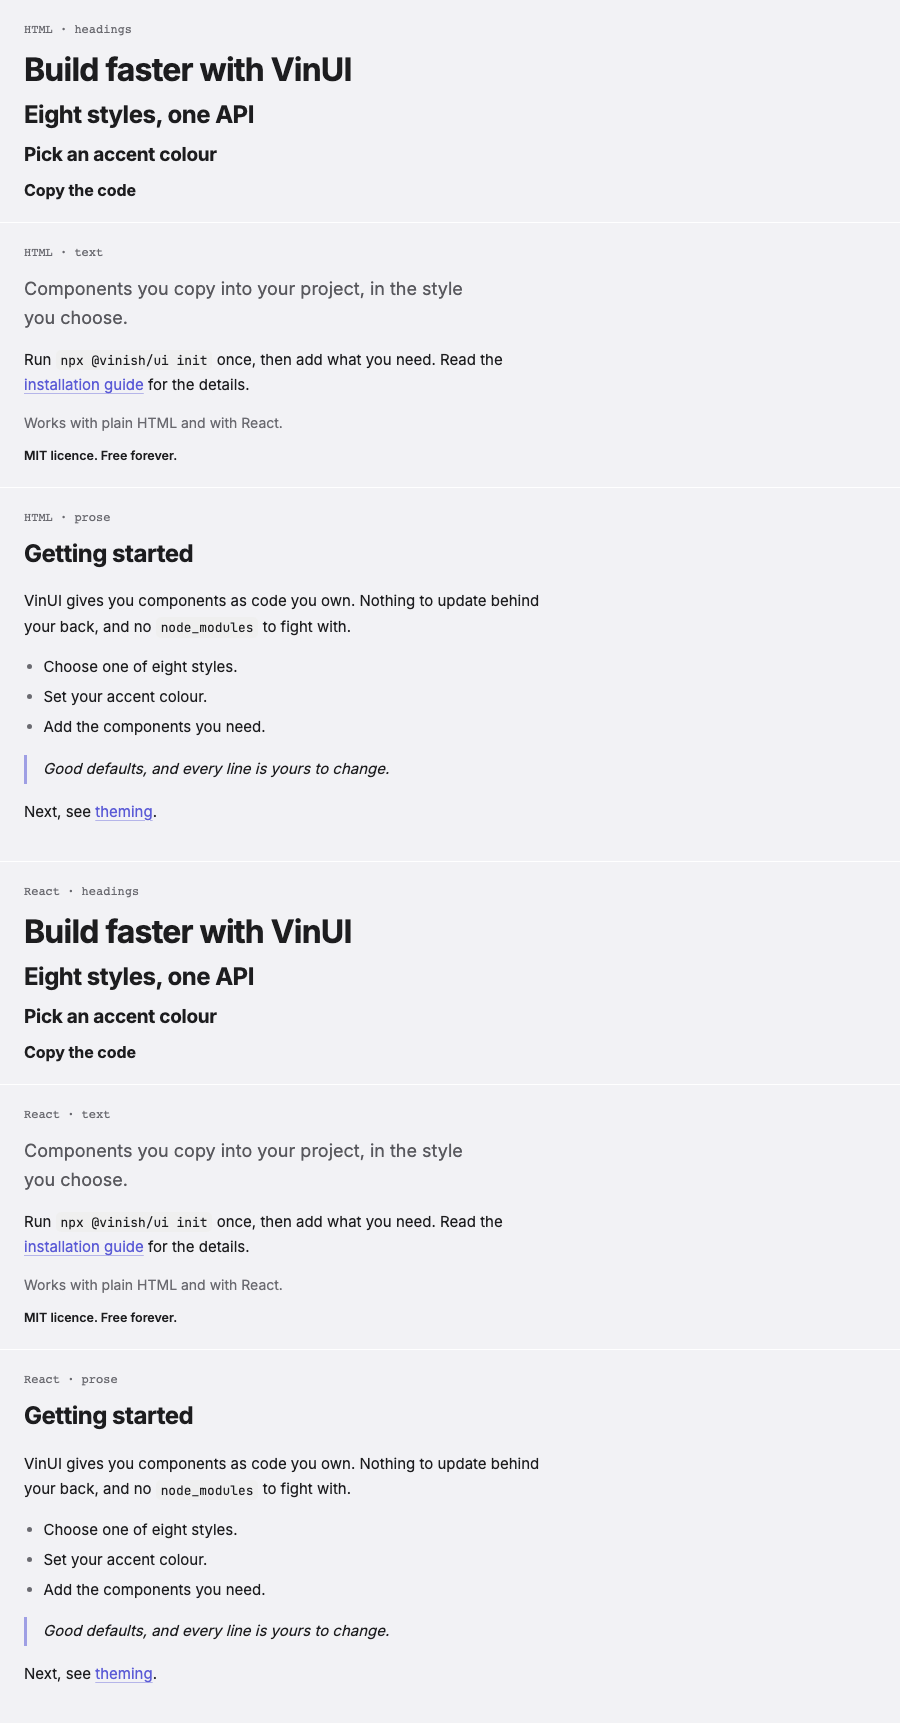 HTML · headings
Build faster with VinUI
Eight styles, one API
Pick an accent colour
Copy the code
HTML · text
Components you copy into your project, in the style
you choose.
Run npx @vinish/ui init once, then add what you need. Read the
installation guide for the details.
Works with plain HTML and with React.
MIT licence. Free forever.
HTML · prose
Getting started
VinUI gives you components as code you own. Nothing to update behind
your back, and no node_modules to fight with.
• Choose one of eight styles.
• Set your accent colour.
• Add the components you need.
Good defaults, and every line is yours to change.
Next, see theming.
React · headings
Build faster with VinUI
Eight styles, one API
Pick an accent colour
Copy the code
React · text
Components you copy into your project, in the style
you choose.
Run npx @vinish/ui init once, then add what you need. Read the
installation guide for the details.
Works with plain HTML and with React.
MIT licence. Free forever.
React · prose
Getting started
VinUI gives you components as code you own. Nothing to update behind
your back, and no node_modules to fight with.
• Choose one of eight styles.
• Set your accent colour.
• Add the components you need.
Good defaults, and every line is yours to change.
Next, see theming.